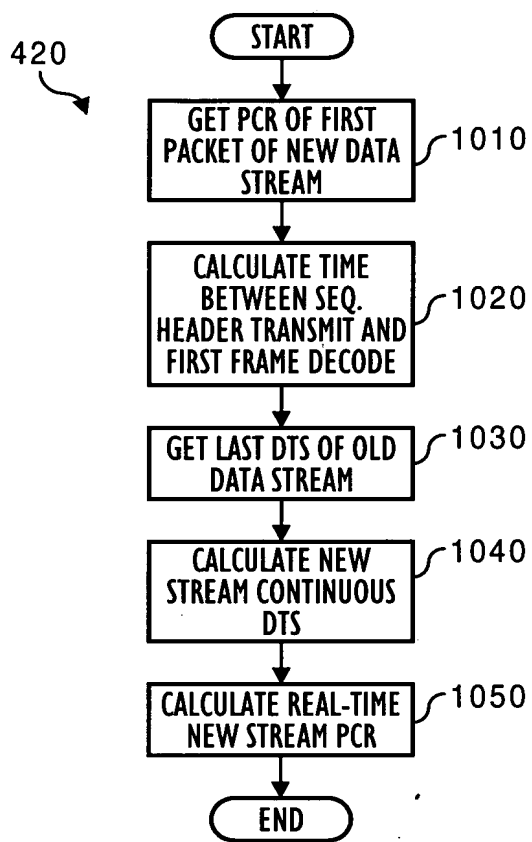 START
420
GET PCR OF FIRST
PACKET OF NEW DATA
STREAM
1010
CALCULATE TIME
BETWEEN SEQ.
HEADER TRANSMIT AND
FIRST FRAME DECODE
1020
GET LAST DTS OF OLD
DATA STREAM
1030
CALCULATE NEW
STREAM CONTINUOUS
DTS
1040
CALCULATE REAL-TIME
NEW STREAM PCR
1050
END